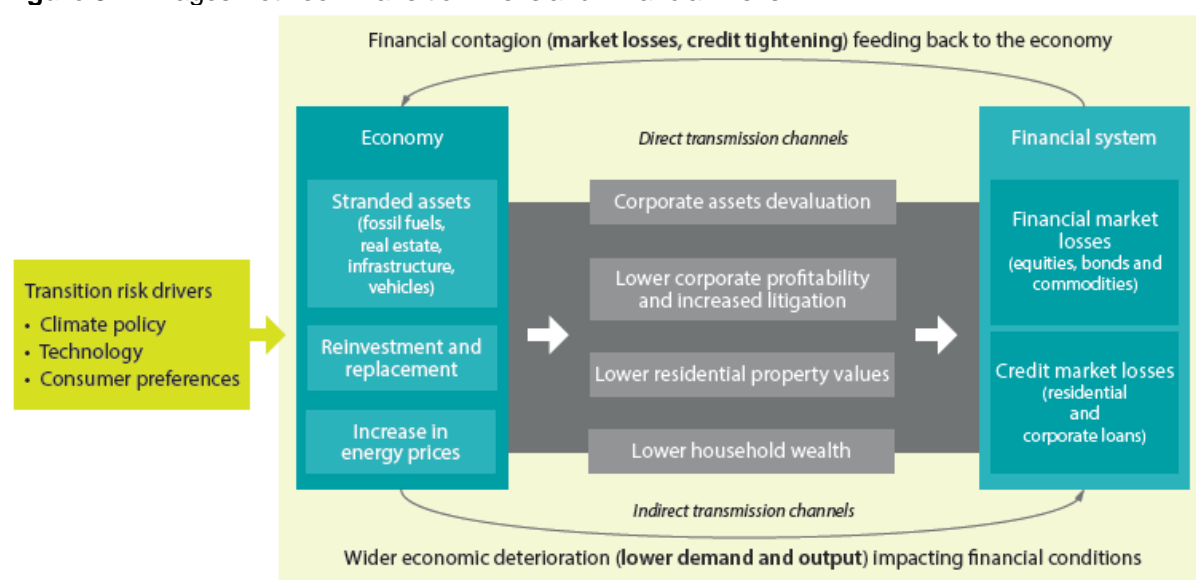 Financial contagion (market losses, credit tightening) feeding back to the economy
Transition risk drivers
• Climate policy
• Technology
• Consumer preferences
Economy
Stranded assets
(fossil fuels,
real estate,
infrastructure,
vehicles)
Reinvestment and
replacement
Increase in
energy prices
Direct transmission channels
Corporate assets devaluation
Lower corporate profitability
and increased litigation
Lower residential property values
Lower household wealth
Indirect transmission channels
Financial system
Financial market
losses
(equities, bonds and
commodities)
Credit market losses
(residential
and
corporate loans)
Wider economic deterioration (lower demand and output) impacting financial conditions